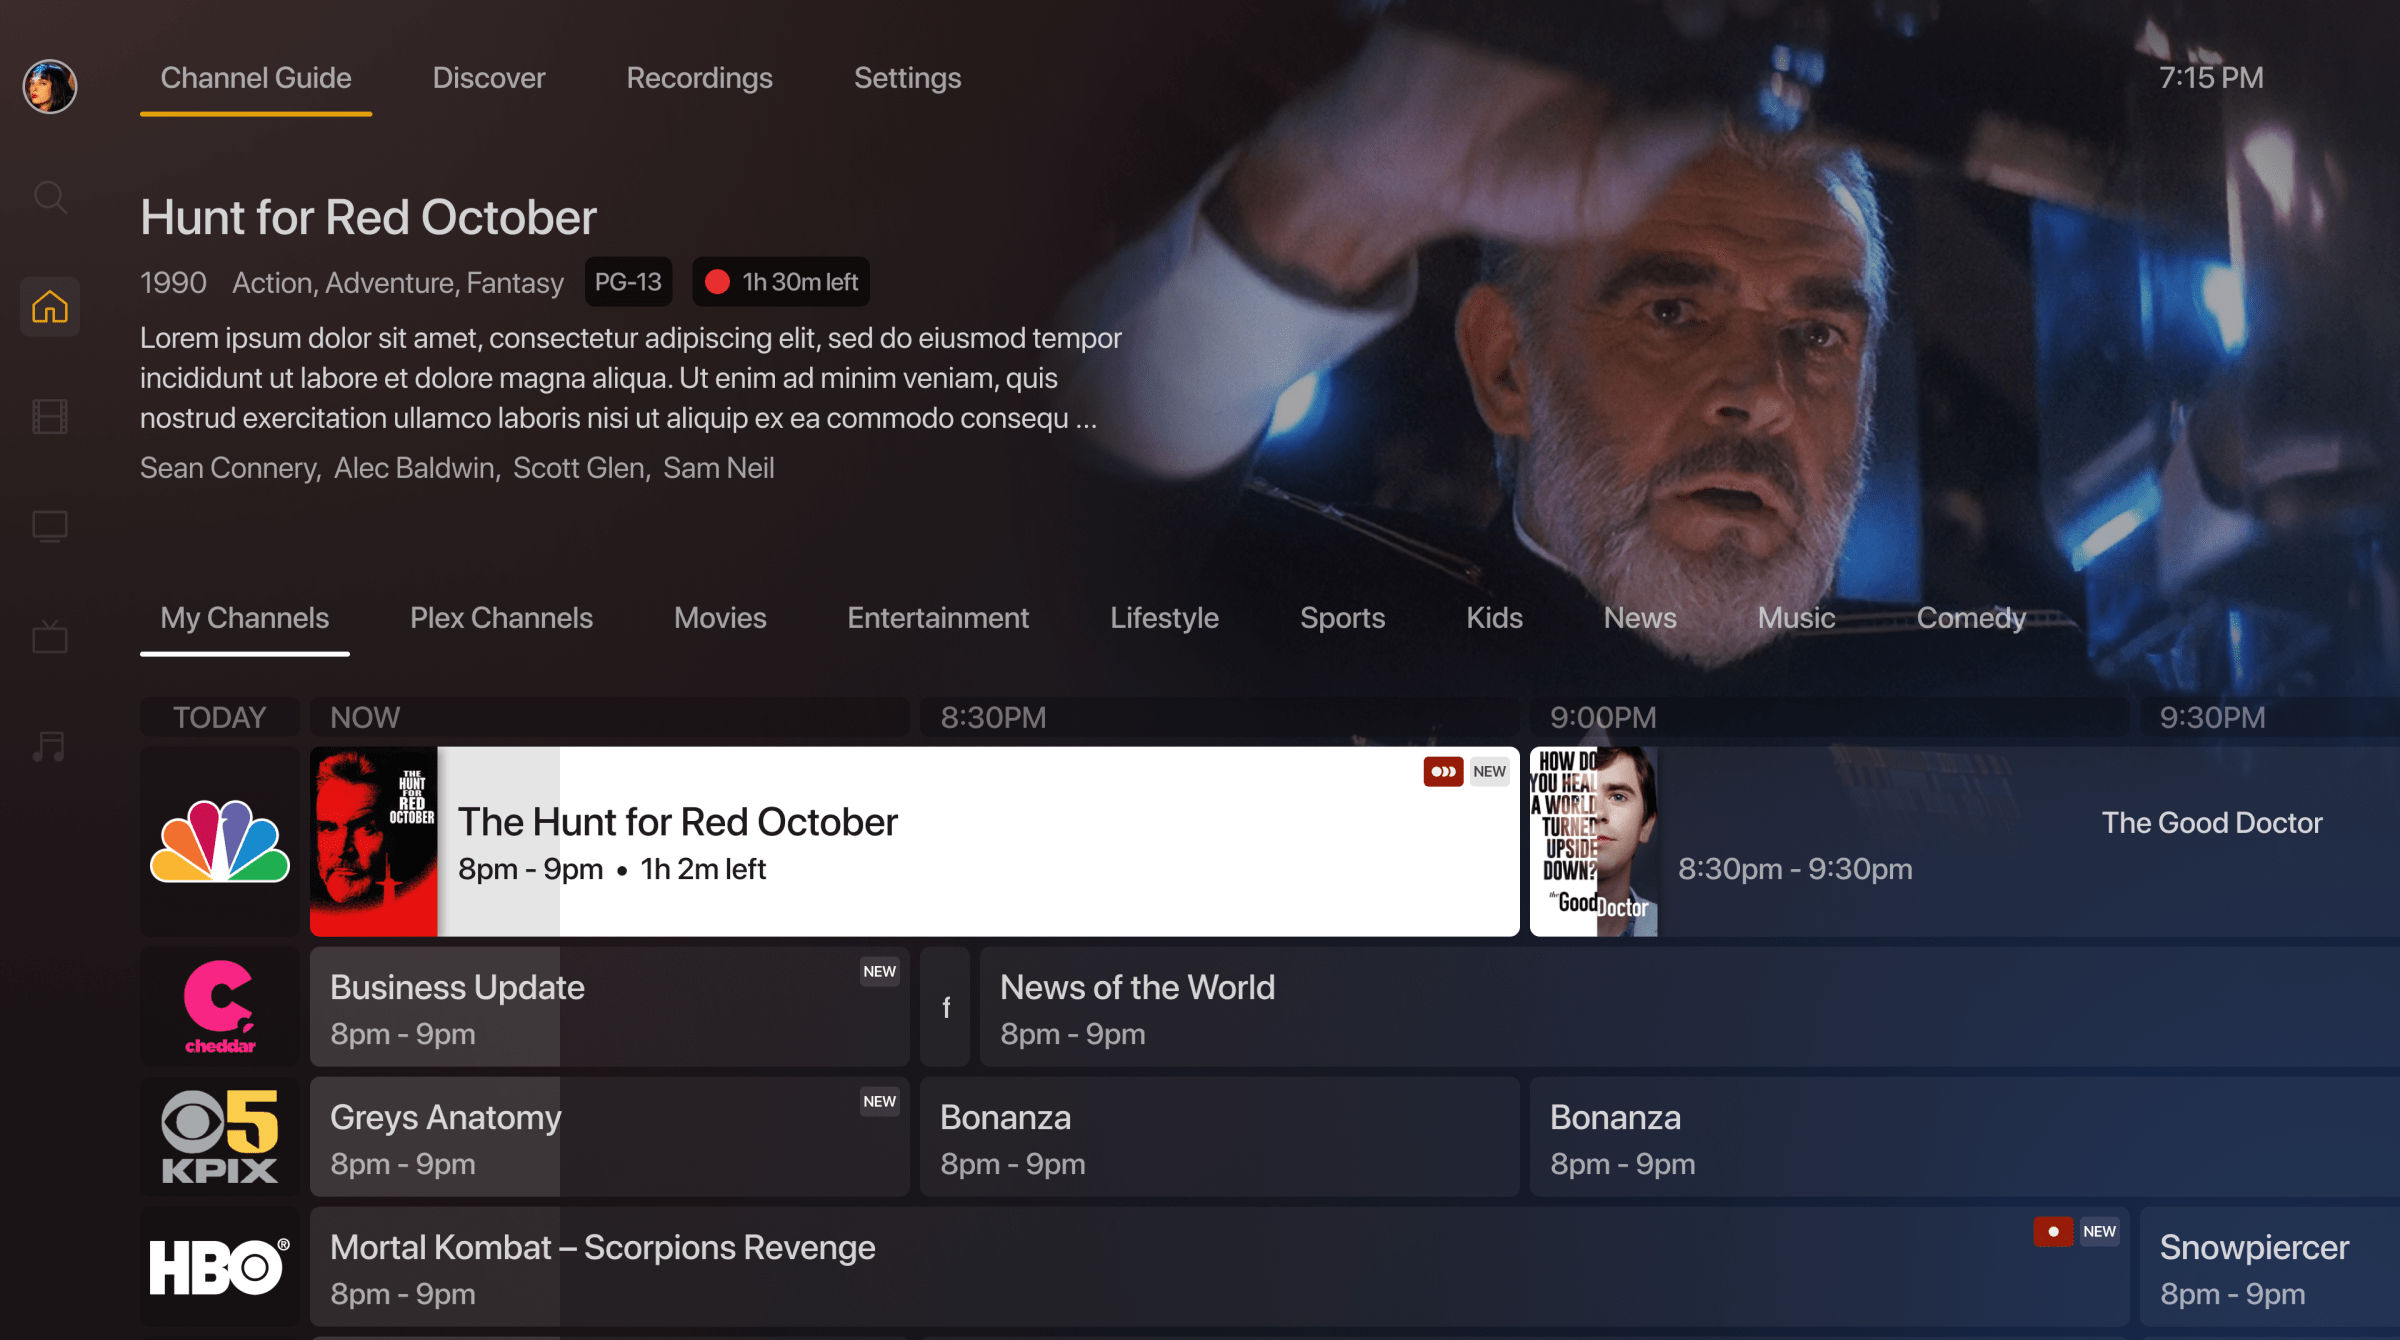 Channel Guide Discover Recordings Settings 7:15 PM
Hunt for Red October
1990 Action, Adventure, Fantasy PG-13 1h 30m left
Lorem ipsum dolor sit amet, consectetur adipiscing elit, sed do eiusmod tempor
incididunt ut labore et dolore magna aliqua. Ut enim ad minim veniam, quis
nostrud exercitation ullamco laboris nisi ut aliquip ex ea commodo consequ ...
Sean Connery, Alec Baldwin, Scott Glen, Sam Neil
My Channels Plex Channels Movies Entertainment Lifestyle Sports Kids News Music Comedy
TODAY NOW 8:30PM 9:00PM 9:30PM
THE
HUNT
FOR
RED
OCTOBER
The Hunt for Red October
8pm - 9pm • 1h 2m left
NEW
HOW DO
YOU HEAL
A WORLD
TURNED
UPSIDE
DOWN?
the Good Doctor
The Good Doctor
8:30pm - 9:30pm
cheddar
Business Update NEW
8pm - 9pm
f
News of the World
8pm - 9pm
5
KPIX
Greys Anatomy NEW
8pm - 9pm
Bonanza
8pm - 9pm
Bonanza
8pm - 9pm
HBO®
Mortal Kombat – Scorpions Revenge NEW
8pm - 9pm
Snowpiercer
8pm - 9pm